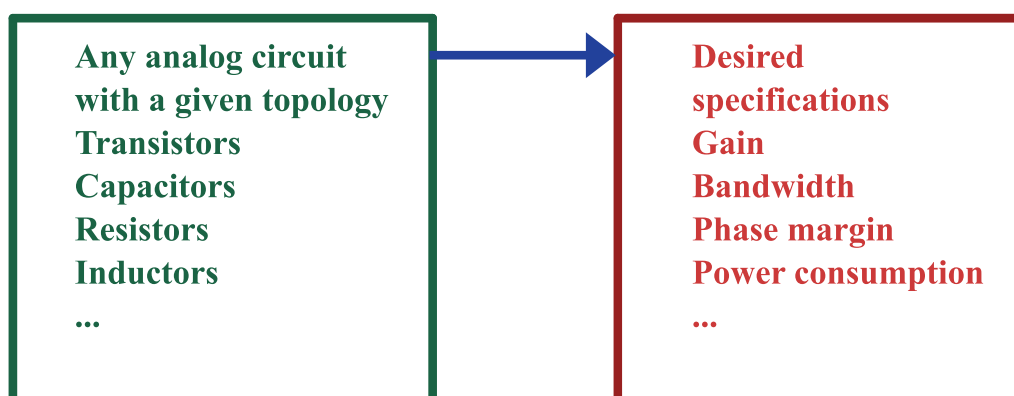 Any analog circuit
with a given topology
Transistors
Capacitors
Resistors
Inductors
...
Desired
specifications
Gain
Bandwidth
Phase margin
Power consumption
...